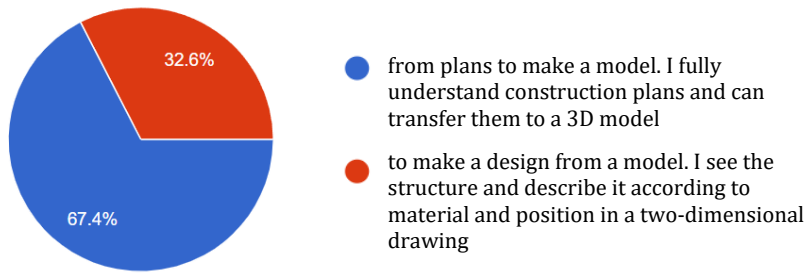 32.6%
67.4%
from plans to make a model. I fully
understand construction plans and can
transfer them to a 3D model
to make a design from a model. I see the
structure and describe it according to
material and position in a two-dimensional
drawing